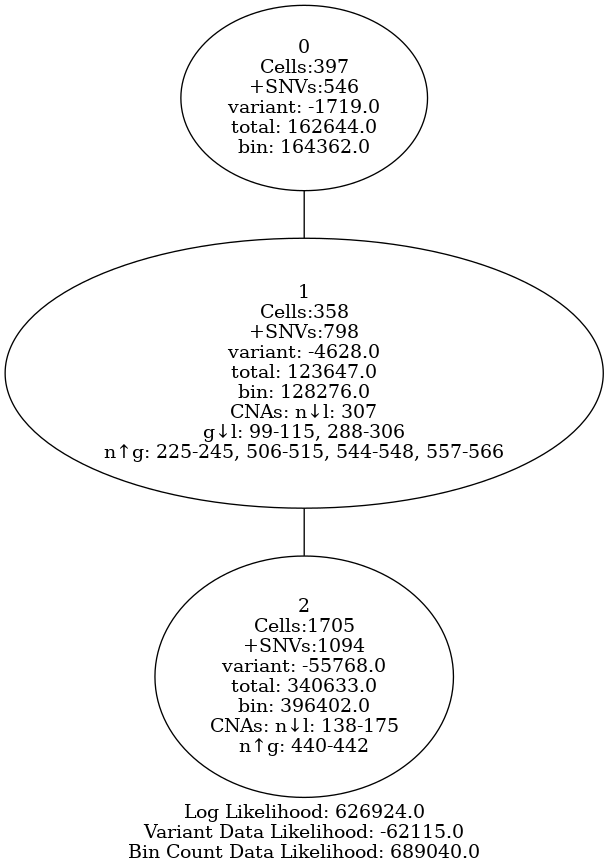 0
Cells:397
+SNVs:546
variant: -1719.0
total: 162644.0
bin: 164362.0
1
Cells:358
+SNVs:798
variant: -4628.0
total: 123647.0
bin: 128276.0
CNAs: n↓l: 307
g↓l: 99-115, 288-306
n↑g: 225-245, 506-515, 544-548, 557-566
2
Cells:1705
+SNVs:1094
variant: -55768.0
total: 340633.0
bin: 396402.0
CNAs: n↓l: 138-175
n↑g: 440-442
Log Likelihood: 626924.0
Variant Data Likelihood: -62115.0
Bin Count Data Likelihood: 689040.0